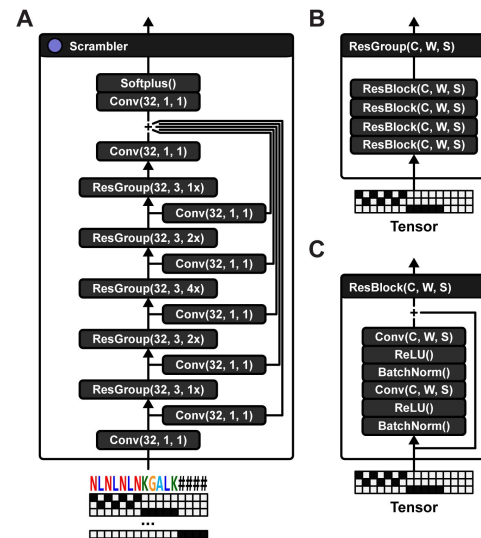 A
Scrambler
Softplus()
Conv(32, 1, 1)
+
Conv(32, 1, 1)
ResGroup(32, 3, 1x)
Conv(32, 1, 1)
ResGroup(32, 3, 2x)
Conv(32, 1, 1)
ResGroup(32, 3, 4x)
Conv(32, 1, 1)
ResGroup(32, 3, 2x)
Conv(32, 1, 1)
ResGroup(32, 3, 1x)
Conv(32, 1, 1)
Conv(32, 1, 1)
NLNLNLNKGALK####
...
B
ResGroup(C, W, S)
ResBlock(C, W, S)
ResBlock(C, W, S)
ResBlock(C, W, S)
ResBlock(C, W, S)
Tensor
C
ResBlock(C, W, S)
+
Conv(C, W, S)
ReLU()
BatchNorm()
Conv(C, W, S)
ReLU()
BatchNorm()
Tensor